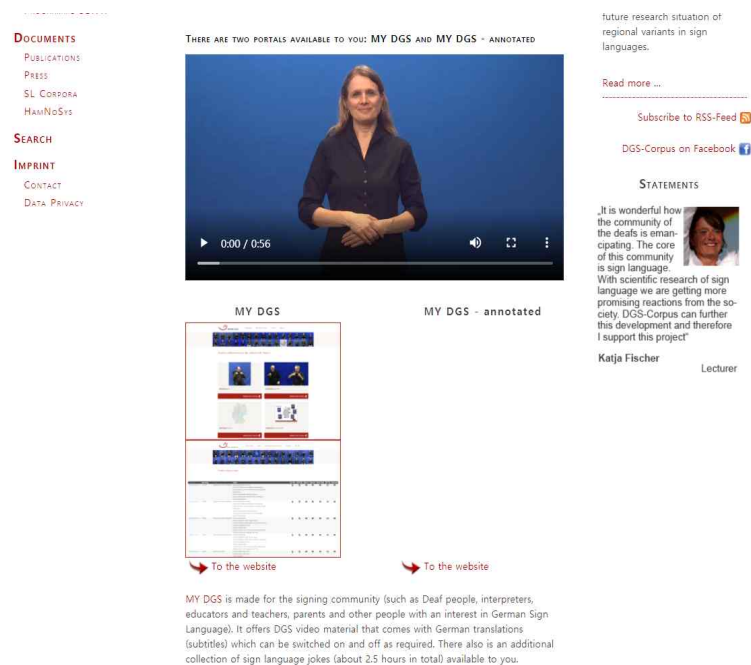 DOCUMENTS
PUBLICATIONS
PRESS
SL CORPORA
HAMNOSYS
SEARCH
IMPRINT
CONTACT
DATA PRIVACY
THERE ARE TWO PORTALS AVAILABLE TO YOU: MY DGS AND MY DGS - ANNOTATED
0:00 / 0:56
MY DGS
MY DGS - annotated
To the website
To the website
MY DGS is made for the signing community (such as Deaf people, interpreters,
educators and teachers, parents and other people with an interest in German Sign
Language). It offers DGS video material that comes with German translations
(subtitles) which can be switched on and off as required. There also is an additional
collection of sign language jokes (about 2.5 hours in total) available to you.
future research situation of
regional variants in sign
languages.
Read more ...
Subscribe to RSS-Feed
DGS-Corpus on Facebook
STATEMENTS
„It is wonderful how
the community of
the deafs is eman-
cipating. The core
of this community
is sign language.
With scientific research of sign
language we are getting more
promising reactions from the so-
ciety. DGS-Corpus can further
this development and therefore
I support this project"
Katja Fischer
Lecturer